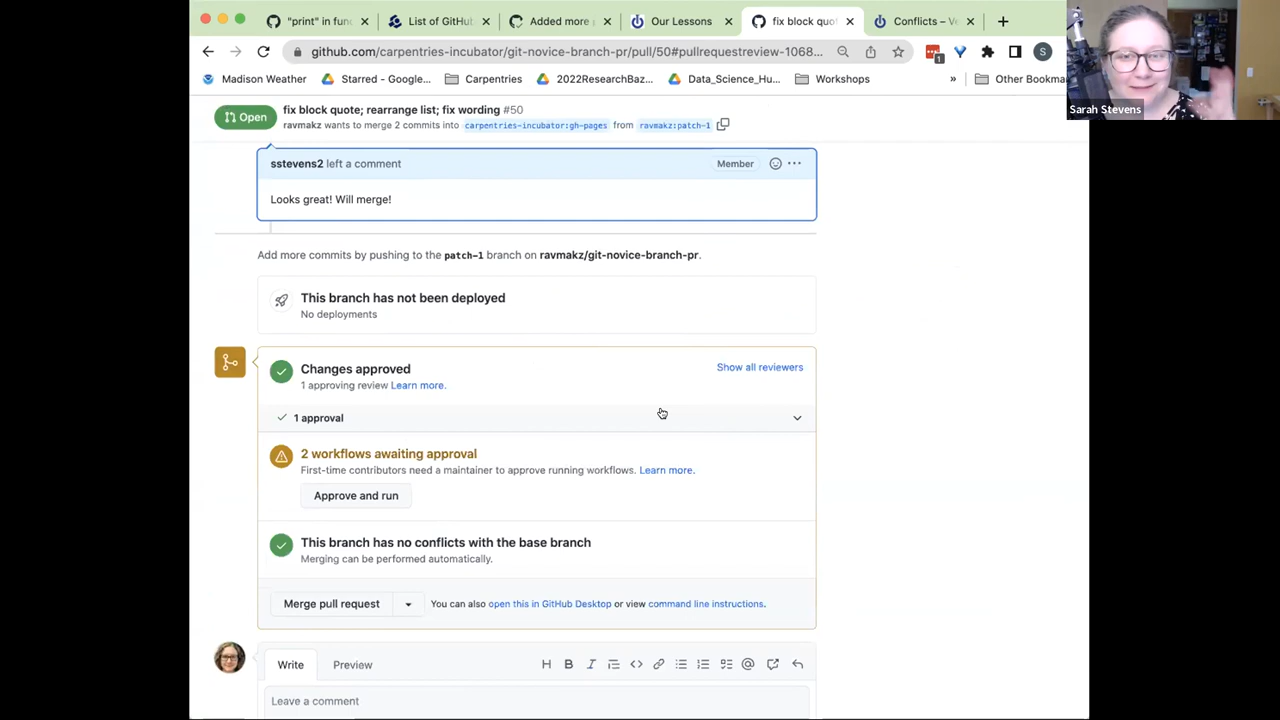 "print" in fun
List of GitHub
Added more
Our Lessons
fix block quo
Conflicts – Ve
github.com/carpentries-incubator/git-novice-branch-pr/pull/50#pullrequestreview-1068...
1
S
Madison Weather
Starred - Google...
Carpentries
2022ResearchBaz...
Data_Science_Hu...
Workshops
»
Other Bookma
Sarah Stevens
Open
fix block quote; rearrange list; fix wording #50
ravmakz wants to merge 2 commits into carpentries-incubator:gh-pages from ravmakz:patch-1
sstevens2 left a comment
Member
Looks great! Will merge!
Add more commits by pushing to the patch-1 branch on ravmakz/git-novice-branch-pr.
This branch has not been deployed
No deployments
Changes approved
Show all reviewers
1 approving review Learn more.
1 approval
2 workflows awaiting approval
First-time contributors need a maintainer to approve running workflows. Learn more.
Approve and run
This branch has no conflicts with the base branch
Merging can be performed automatically.
Merge pull request
You can also open this in GitHub Desktop or view command line instructions.
Write
Preview
Leave a comment